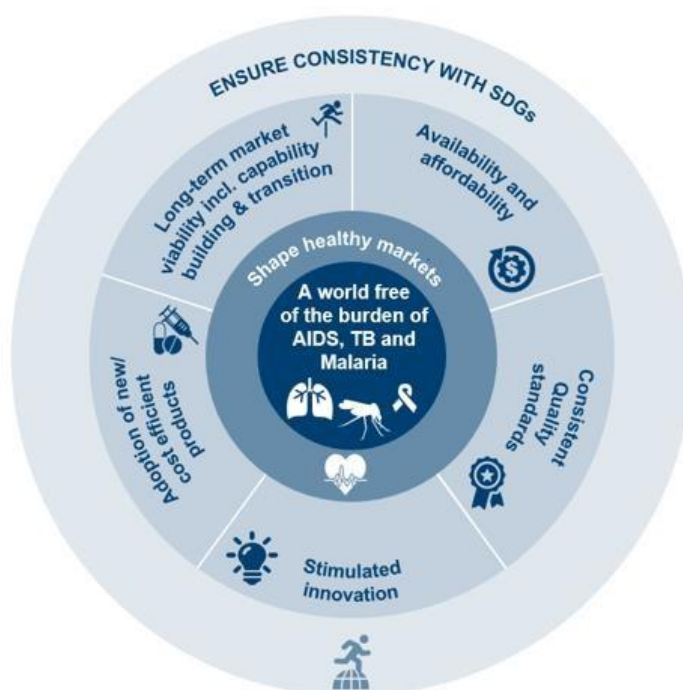 ENSURE CONSISTENCY WITH SDGs
Long-term market
viability incl. capability
building & transition
Availability and
affordability
Shape healthy markets
A world free
of the burden of
AIDS, TB and
Malaria
Adoption of new/
cost efficient
products
Consistent
Quality
standards
Stimulated
innovation